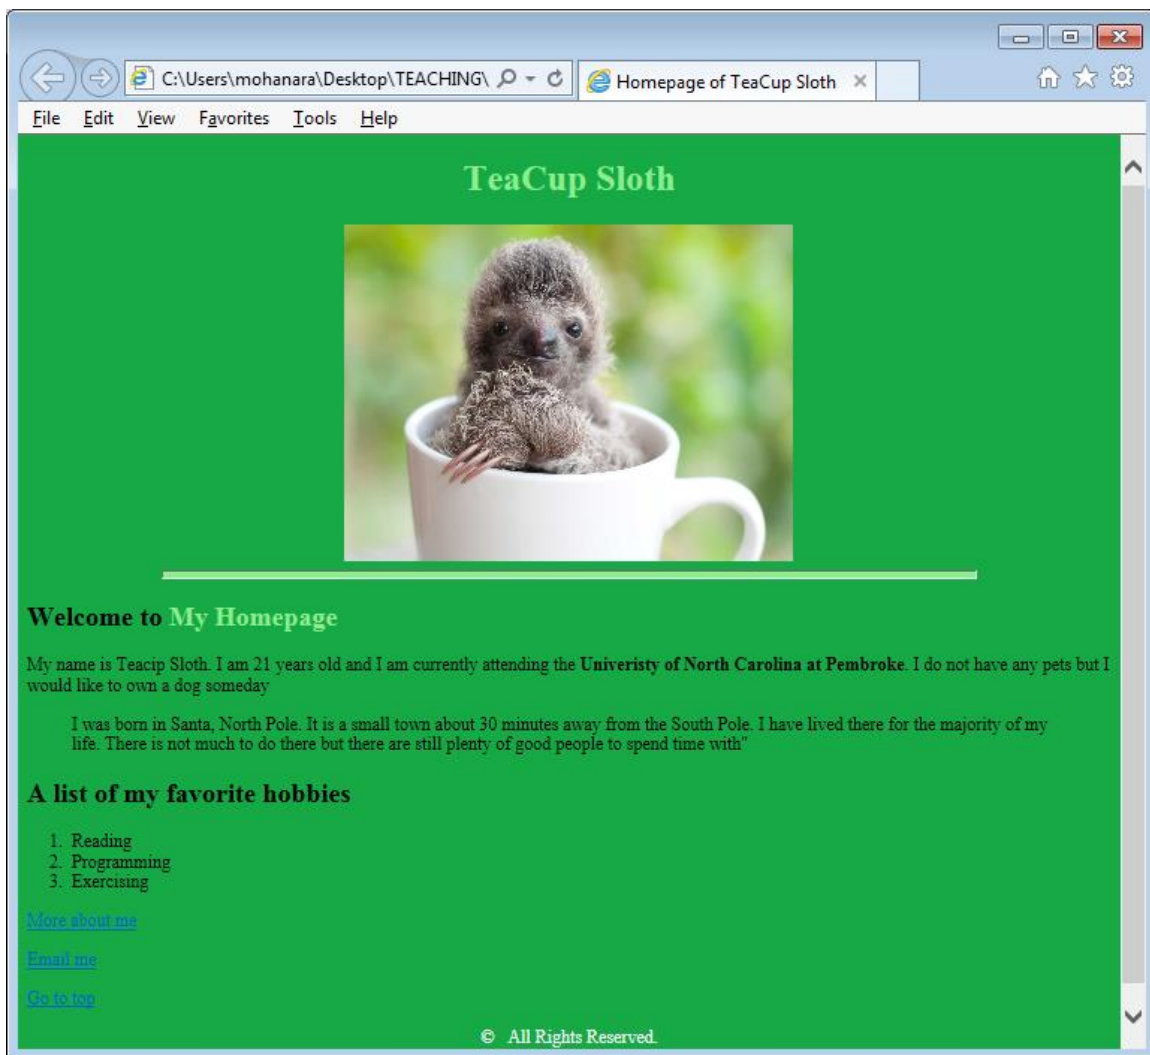 C:\Users\mohanara\Desktop\TEACHING\
Homepage of TeaCup Sloth
File Edit View Favorites Tools Help
TeaCup Sloth
Welcome to My Homepage
My name is Teacip Sloth. I am 21 years old and I am currently attending the Univeristy of North Carolina at Pembroke. I do not have any pets but I
would like to own a dog someday
I was born in Santa, North Pole. It is a small town about 30 minutes away from the South Pole. I have lived there for the majority of my
life. There is not much to do there but there are still plenty of good people to spend time with"
A list of my favorite hobbies
1. Reading
2. Programming
3. Exercising
More about me
Email me
Go to top
© All Rights Reserved.